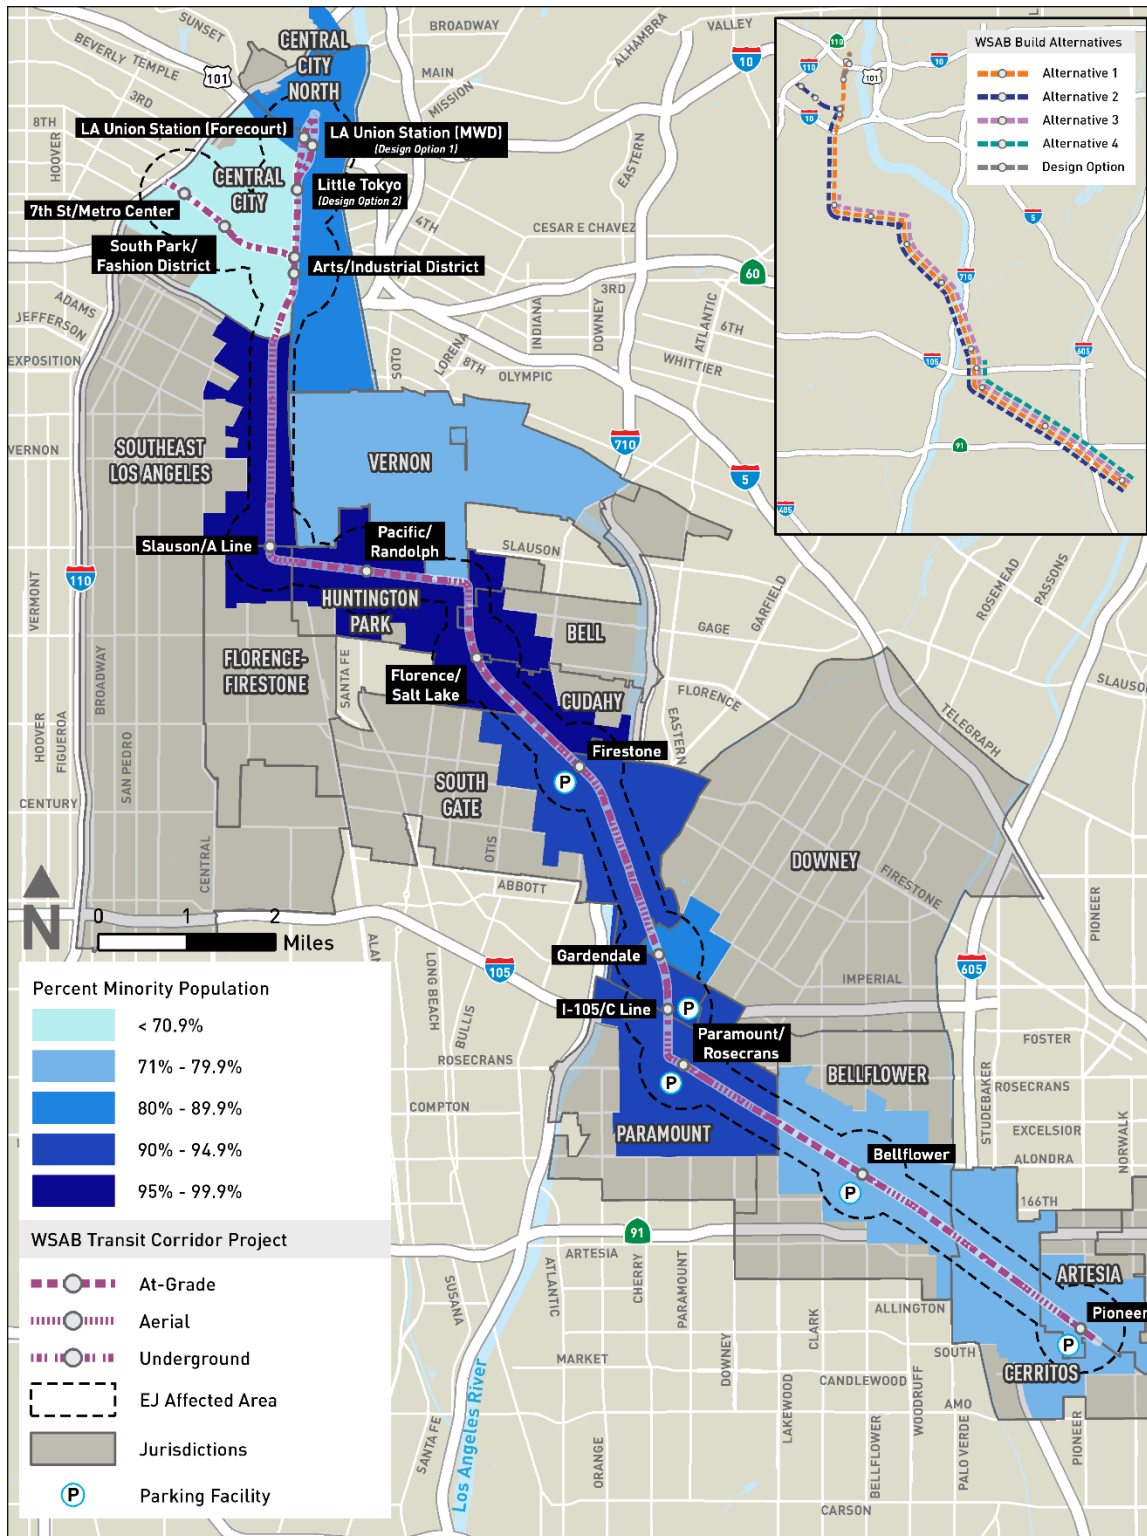 SUNSET
BEVERLY
TEMPLE
3RD
8TH
HOOVER
101
CENTRAL
CITY
NORTH
BROADWAY
MAIN
MISSION
ALHAMBRA
VALLEY
10
LA Union Station (Forecourt)
LA Union Station (MWD)
(Design Option 1)
CENTRAL
CITY
Little Tokyo
(Design Option 2)
7th St/Metro Center
South Park/
Fashion District
Arts/Industrial District
4TH
CESAR E CHAVEZ
EASTERN
60
3RD
6TH
INDIANA
DOWNEY
ATLANTIC
WHITTIER
SOTO
LORENA
8TH
OLYMPIC
ADAMS
JEFFERSON
EXPOSITION
VERNON
SOUTHEAST
LOS ANGELES
VERNON
710
5
Slauson/A Line
Pacific/
Randolph
SLAUSON
110
VERMONT
HUNTINGTON
PARK
BELL
GAGE
GARFIELD
ROSEMEAD
PASSONS
FLORENCE-
FIRESTONE
SANTA FE
BROADWAY
Florence/
Salt Lake
CUDAHY
FLORENCE
EASTERN
SLAUSON
TELEGRAPH
HOOVER
FIGUEROA
SAN PEDRO
CENTURY
Firestone
P
SOUTH
GATE
OTIS
ABBOTT
CENTRAL
DOWNEY
FIRESTONE
PIONEER
N
0 1 2
Miles
105
LONG BEACH
BULLIS
Gardendale
IMPERIAL
605
I-105/C Line
P
Paramount/
Rosecrans
P
ROSECRANS
COMPTON
PARAMOUNT
BELLFLOWER
FOSTER
ROSECRANS
STUDEBAKER
EXCELSIOR
ALONDRA
NORWALK
166TH
Bellflower
P
91
ARTESIA
ATLANTIC
CHERRY
PARAMOUNT
ARTESIA
Pioneer
P
CERRITOS
ALLINGTON
SOUTH
SUSANA
MARKET
DOWNEY
CLARK
CANDLEWOOD
WOODRUFF
LAKEWOOD
BELLFLOWER
PALO VERDE
AMO
PIONEER
SANTA FE
Los Angeles River
ORANGE
CARSON
Percent Minority Population
< 70.9%
71% - 79.9%
80% - 89.9%
90% - 94.9%
95% - 99.9%
WSAB Transit Corridor Project
At-Grade
Aerial
Underground
EJ Affected Area
Jurisdictions
P Parking Facility
WSAB Build Alternatives
Alternative 1
Alternative 2
Alternative 3
Alternative 4
Design Option
110
110
101
10
10
5
710
105
605
91
405